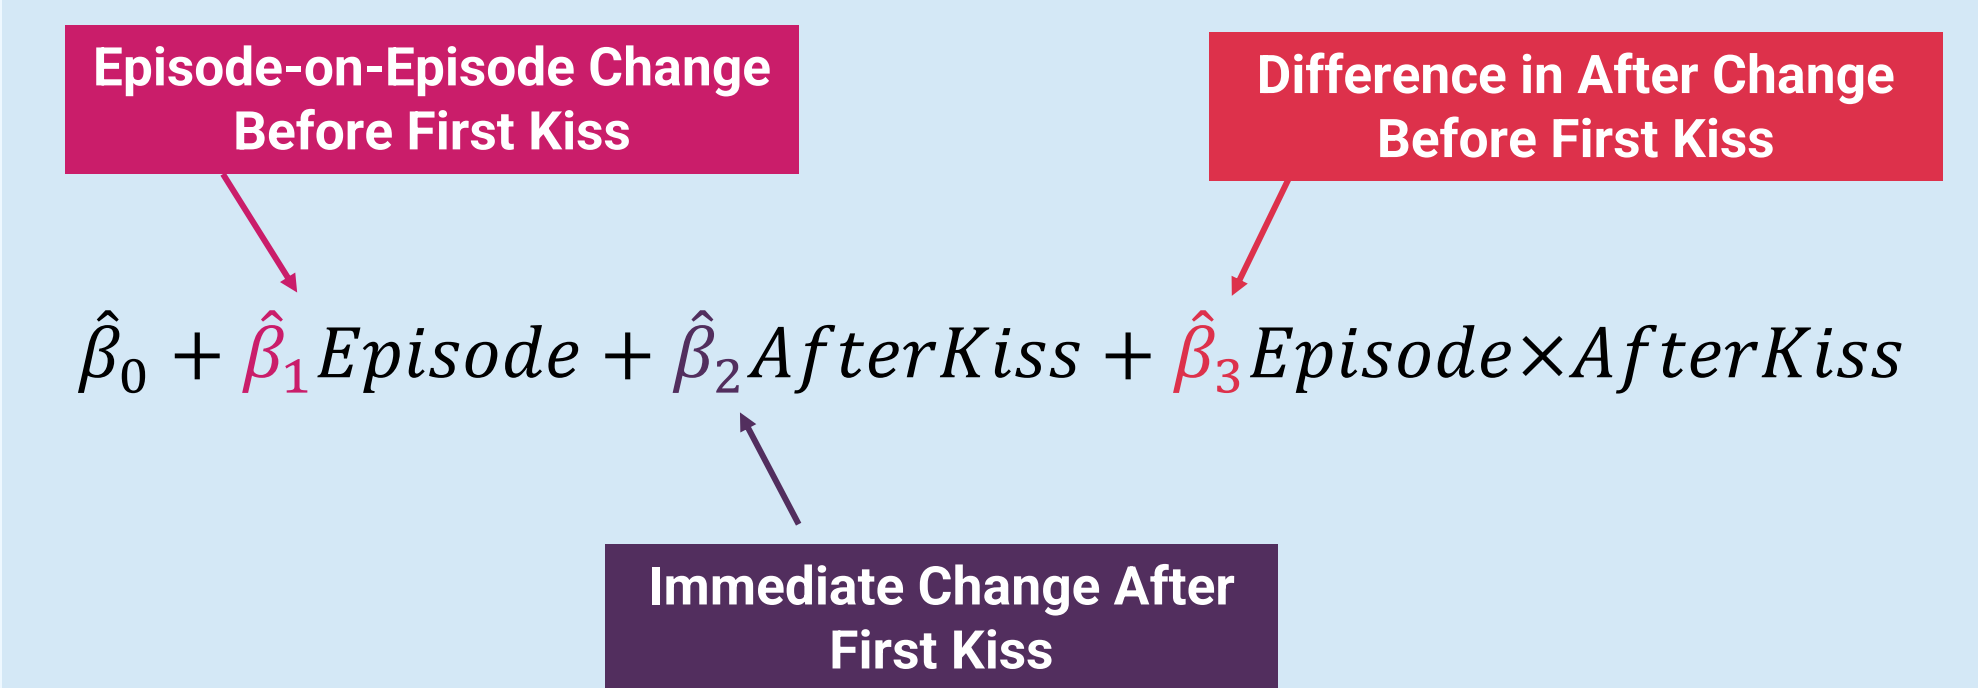 Episode-on-Episode Change
Before First Kiss
Difference in After Change
Before First Kiss
β̂₀ + β̂₁Episode + β̂₂AfterKiss + β̂₃Episode×AfterKiss
Immediate Change After
First Kiss